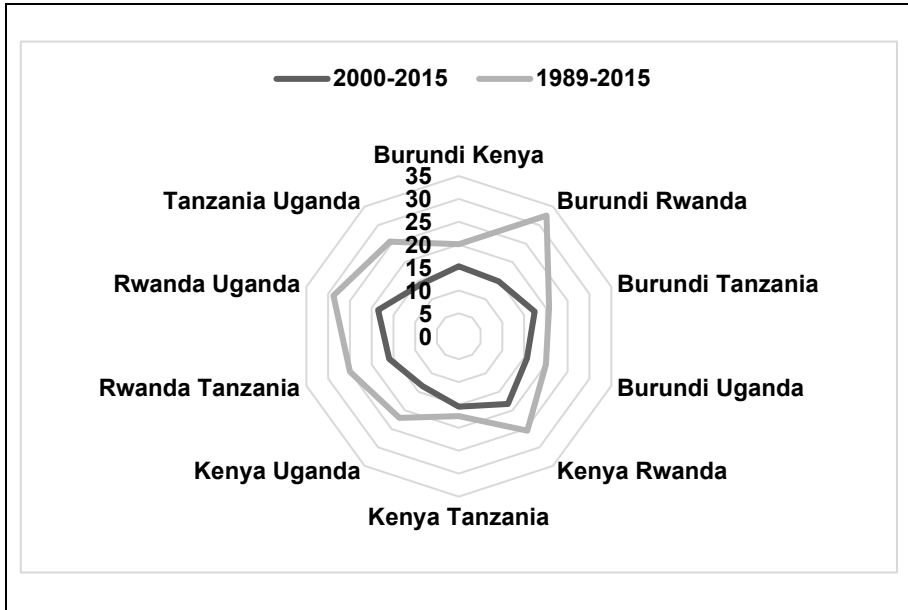 2000-2015 1989-2015
Burundi Kenya
35
Tanzania Uganda
30
Burundi Rwanda
25
20
15
Rwanda Uganda
10
Burundi Tanzania
5
0
Rwanda Tanzania
Burundi Uganda
Kenya Uganda
Kenya Rwanda
Kenya Tanzania